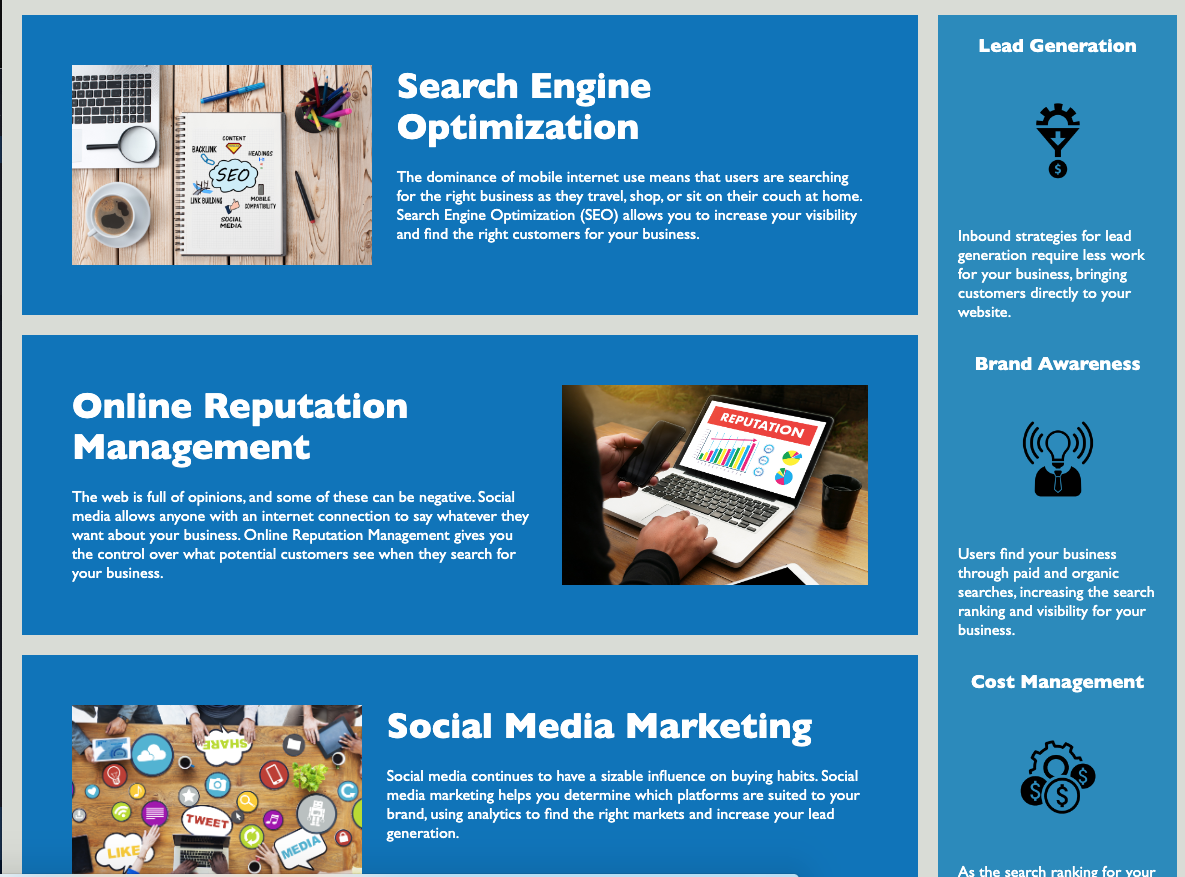 Search Engine
Optimization
The dominance of mobile internet use means that users are searching
for the right business as they travel, shop, or sit on their couch at home.
Search Engine Optimization (SEO) allows you to increase your visibility
and find the right customers for your business.
CONTENT
BACKLINK
HEADINGS
SEO
LINK BUILDING
MOBILE
COMPATIBILITY
SOCIAL
MEDIA
Online Reputation
Management
The web is full of opinions, and some of these can be negative. Social
media allows anyone with an internet connection to say whatever they
want about your business. Online Reputation Management gives you
the control over what potential customers see when they search for
your business.
REPUTATION
Social Media Marketing
Social media continues to have a sizable influence on buying habits. Social
media marketing helps you determine which platforms are suited to your
brand, using analytics to find the right markets and increase your lead
generation.
SHARE
TWEET
LIKE
MEDIA
Lead Generation
Inbound strategies for lead
generation require less work
for your business, bringing
customers directly to your
website.
Brand Awareness
Users find your business
through paid and organic
searches, increasing the search
ranking and visibility for your
business.
Cost Management
As the search ranking for your